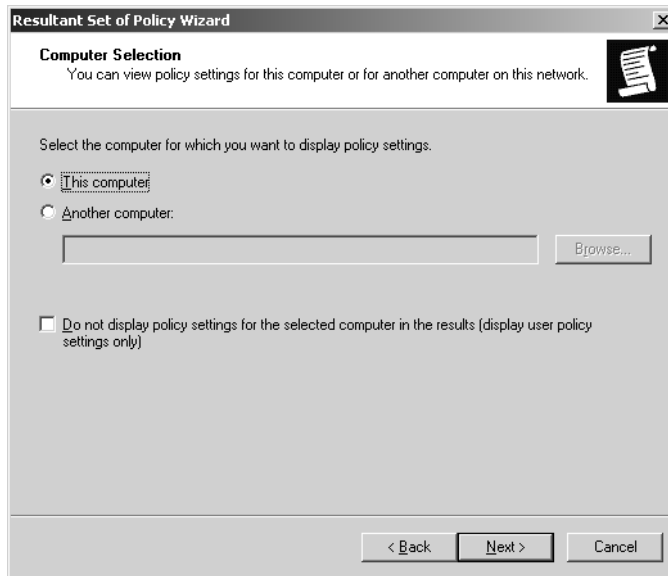 Resultant Set of Policy Wizard
Computer Selection
You can view policy settings for this computer or for another computer on this network.
Select the computer for which you want to display policy settings.
This computer
Another computer:
Browse...
Do not display policy settings for the selected computer in the results (display user policy
settings only)
< Back Next > Cancel